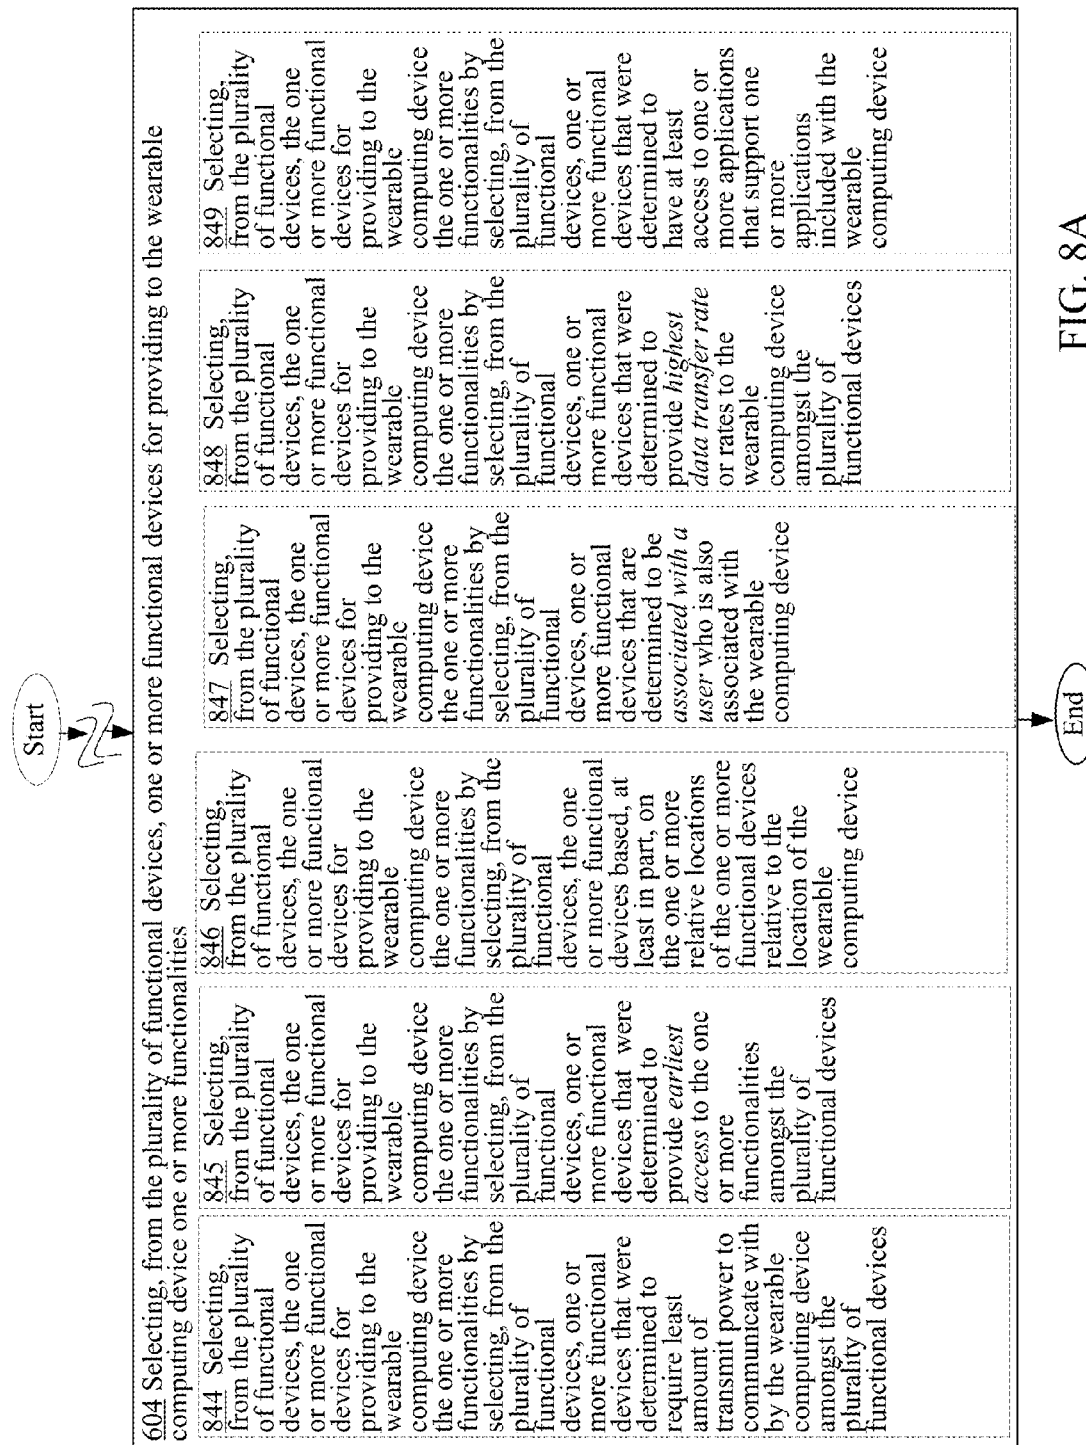 Start
604 Selecting, from the plurality of functional devices, one or more functional devices for providing to the wearable
computing device one or more functionalities
844 Selecting,
from the plurality
of functional
devices, the one
or more functional
devices for
providing to the
wearable
computing device
the one or more
functionalities by
selecting, from the
plurality of
functional
devices, one or
more functional
devices that were
determined to
require least
amount of
transmit power to
communicate with
by the wearable
computing device
amongst the
plurality of
functional devices
845 Selecting,
from the plurality
of functional
devices, the one
or more functional
devices for
providing to the
wearable
computing device
the one or more
functionalities by
selecting, from the
plurality of
functional
devices, one or
more functional
devices that were
determined to
provide earliest
access to the one
or more
functionalities
amongst the
plurality of
functional devices
846 Selecting,
from the plurality
of functional
devices, the one
or more functional
devices for
providing to the
wearable
computing device
the one or more
functionalities by
selecting, from the
plurality of
functional
devices, the one
or more functional
devices based, at
least in part, on
the one or more
relative locations
of the one or more
functional devices
relative to the
location of the
wearable
computing device
847 Selecting,
from the plurality
of functional
devices, the one
or more functional
devices for
providing to the
wearable
computing device
the one or more
functionalities by
selecting, from the
plurality of
functional
devices, one or
more functional
devices that are
determined to be
associated with a
user who is also
associated with
the wearable
computing device
848 Selecting,
from the plurality
of functional
devices, the one
or more functional
devices for
providing to the
wearable
computing device
the one or more
functionalities by
selecting, from the
plurality of
functional
devices, one or
more functional
devices that were
determined to
provide highest
data transfer rate
or rates to the
wearable
computing device
amongst the
plurality of
functional devices
849 Selecting,
from the plurality
of functional
devices, the one
or more functional
devices for
providing to the
wearable
computing device
the one or more
functionalities by
selecting, from the
plurality of
functional
devices, one or
more functional
devices that were
determined to
have at least
access to one or
more applications
that support one
or more
applications
included with the
wearable
computing device
End
FIG. 8A